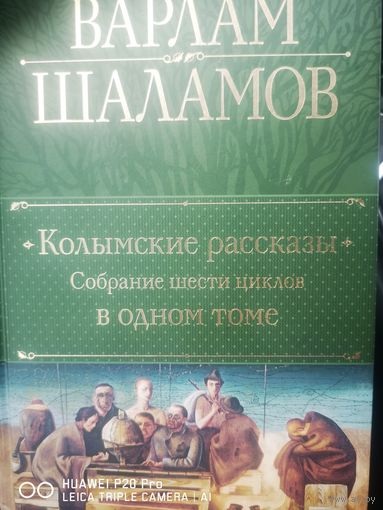 ВАРЛАМ
ШАЛАМОВ
Колымские рассказы
Собрание шести циклов
в одном томе
HUAWEI P20 Pro
LEICA TRIPLE CAMERA | AI